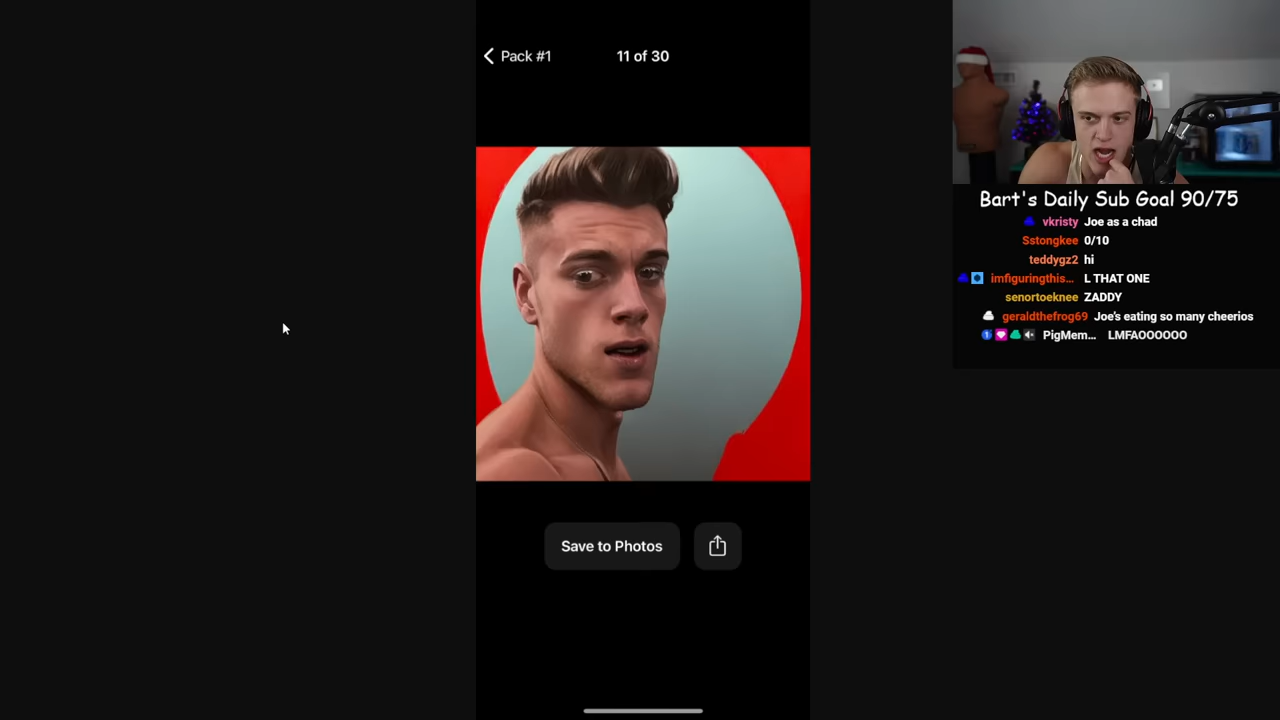 Pack #1
11 of 30
Save to Photos
Bart's Daily Sub Goal 90/75
vkristy Joe as a chad
Sstongkee 0/10
teddygz2 hi
imfiguringthis... L THAT ONE
senortoeknee ZADDY
geraldthefrog69 Joe's eating so many cheerios
PigMem... LMFAOOOOOO